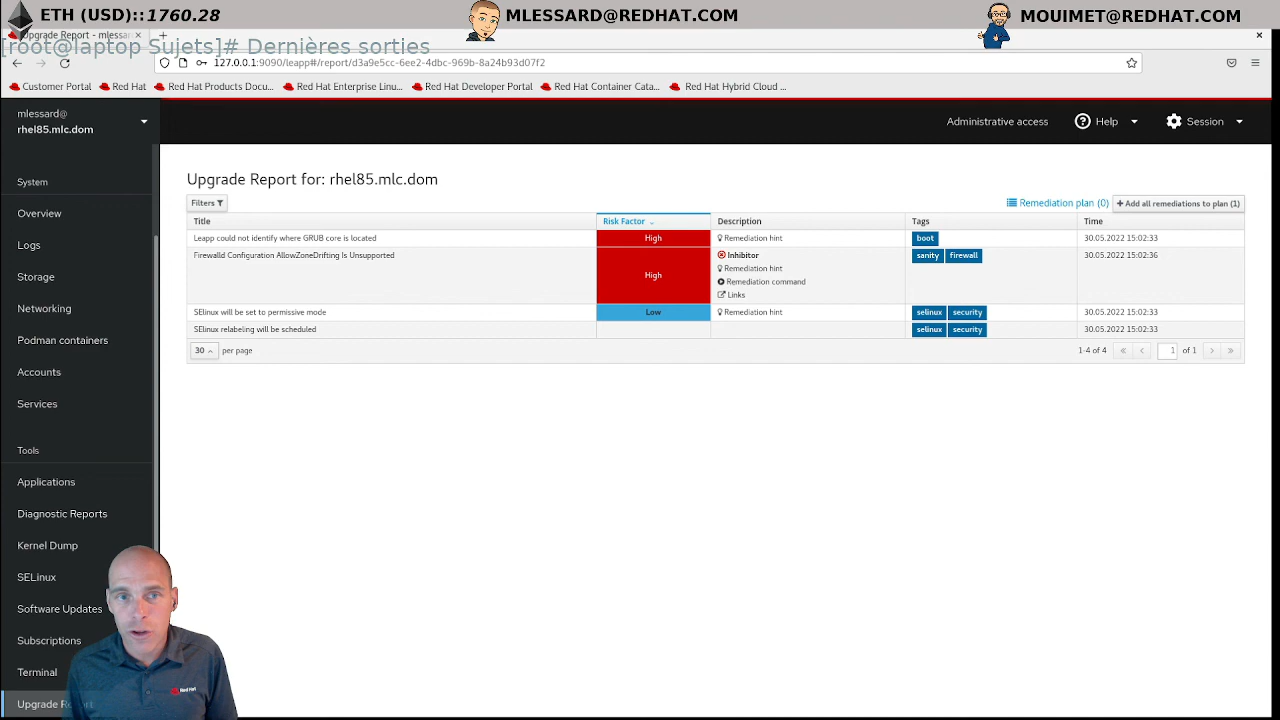 ETH (USD)::1760.28
MLESSARD@REDHAT.COM
MOUIMET@REDHAT.COM
Upgrade Report - mlessar
[root@laptop Sujets]# Dernières sorties
127.0.0.1:9090/leapp#/report/d3a9e5cc-6ee2-4dbc-969b-8a24b93d07f2
Customer Portal
Red Hat
Red Hat Products Docu...
Red Hat Enterprise Linu...
Red Hat Developer Portal
Red Hat Container Cata...
Red Hat Hybrid Cloud ...
mlessard@
rhel85.mlc.dom
Administrative access
Help
Session
System
Overview
Logs
Storage
Networking
Podman containers
Accounts
Services
Tools
Applications
Diagnostic Reports
Kernel Dump
SELinux
Software Updates
Subscriptions
Terminal
Upgrade
Upgrade Report for: rhel85.mlc.dom
Filters
Remediation plan (0)
Add all remediations to plan (1)
Title Risk Factor Description Tags Time
Leapp could not identify where GRUB core is located High Remediation hint boot 30.05.2022 15:02:33
Firewalld Configuration AllowZoneDrifting Is Unsupported High Inhibitor sanity firewall 30.05.2022 15:02:36
Remediation hint
Remediation command
Links
SElinux will be set to permissive mode Low Remediation hint selinux security 30.05.2022 15:02:33
SElinux relabeling will be scheduled selinux security 30.05.2022 15:02:33
30 per page
1-4 of 4 « ‹ 1 of 1 › »
Red Hat